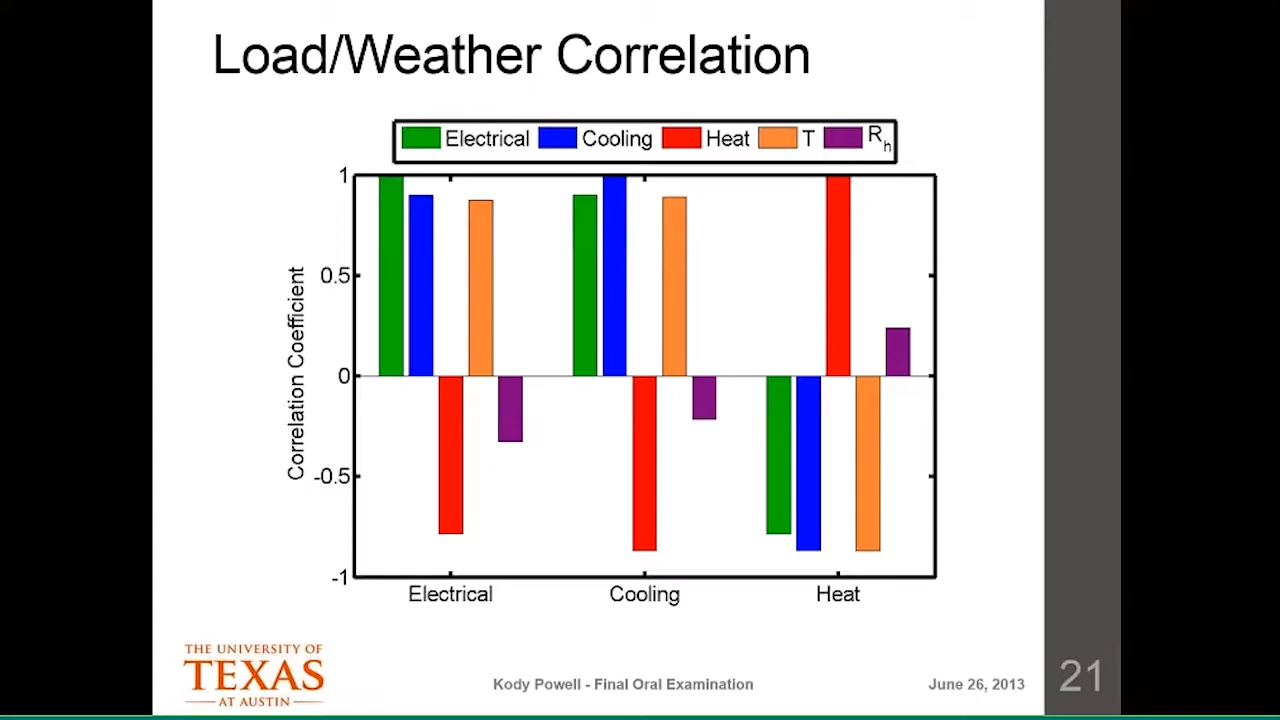 Load/Weather Correlation
Electrical Cooling Heat T Rh
1
0.5
0
-0.5
-1
Correlation Coefficient
Electrical Cooling Heat
THE UNIVERSITY OF
TEXAS
AT AUSTIN
Kody Powell - Final Oral Examination
June 26, 2013
21